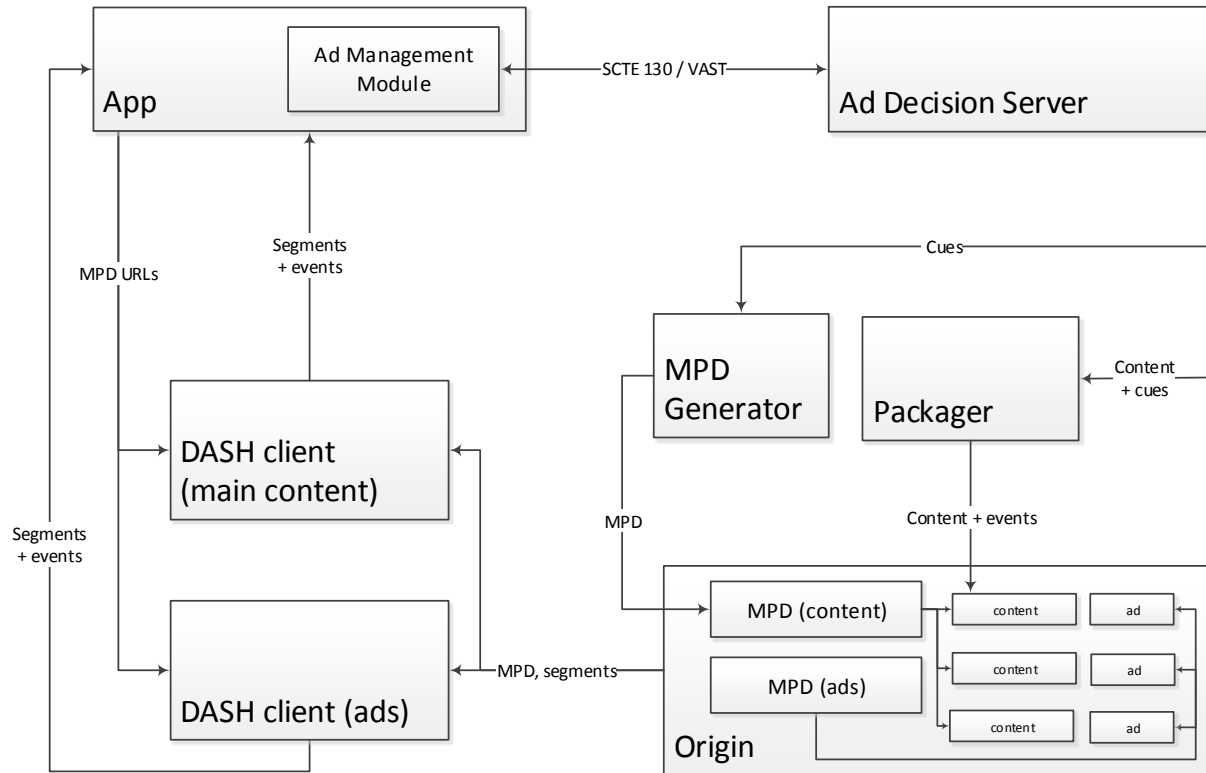 Ad Management
Module
App
SCTE 130 / VAST
Ad Decision Server
Segments
+ events
MPD URLs
Cues
MPD
Generator
Packager
Content
+ cues
DASH client
(main content)
Segments
+ events
MPD
Content + events
MPD (content)
content
ad
MPD, segments
content
ad
MPD (ads)
DASH client (ads)
content
ad
Origin